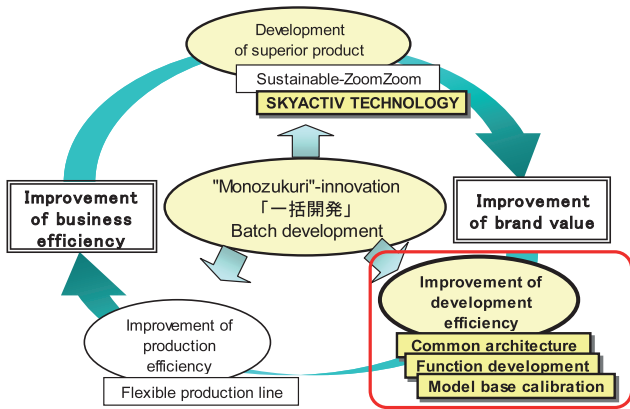 Development
of superior product
Sustainable-ZoomZoom
SKYACTIV TECHNOLOGY
"Monozukuri"-innovation
「一括開発」
Batch development
Improvement
of business
efficiency
Improvement
of brand value
Improvement of
development
efficiency
Common architecture
Function development
Model base calibration
Improvement of
production
efficiency
Flexible production line